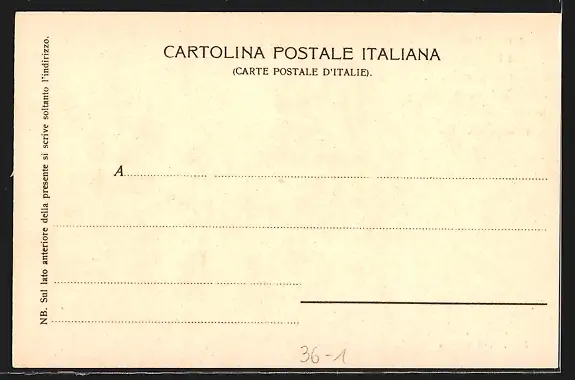 CARTOLINA POSTALE ITALIANA
(CARTE POSTALE D'ITALIE).
A
NB. Sul lato anteriore della presente si scrive soltanto l'indirizzo.
36-1